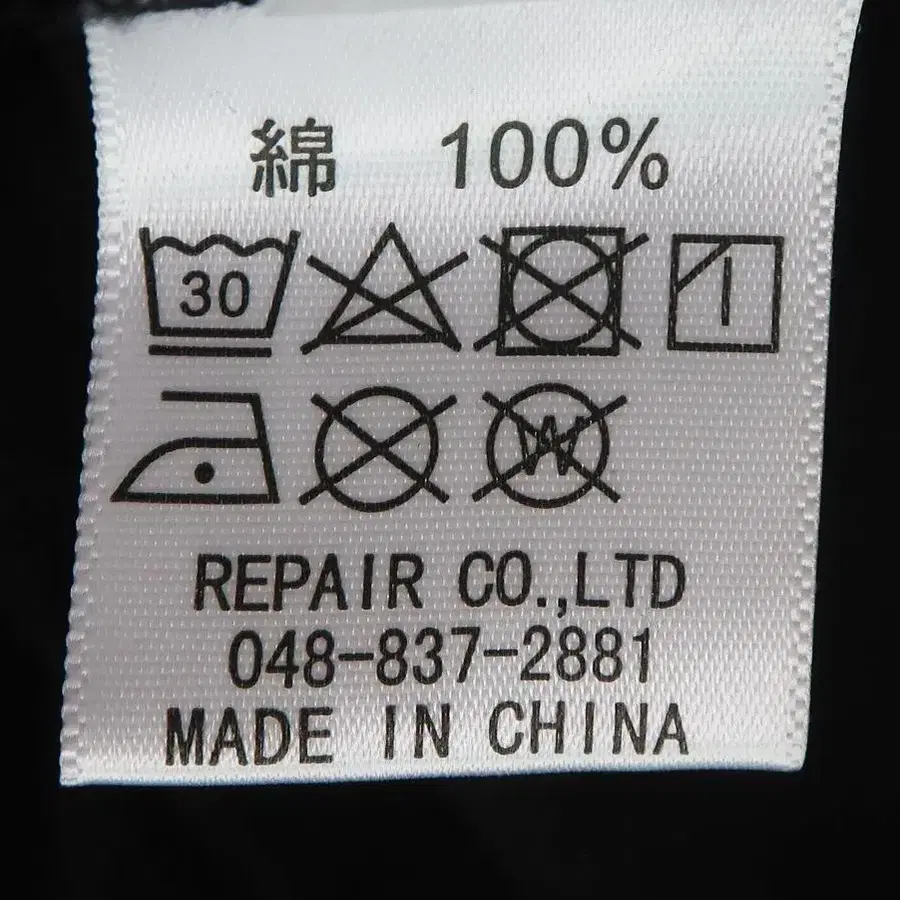 綿 100%
30
W
REPAIR CO.,LTD
048-837-2881
MADE IN CHINA